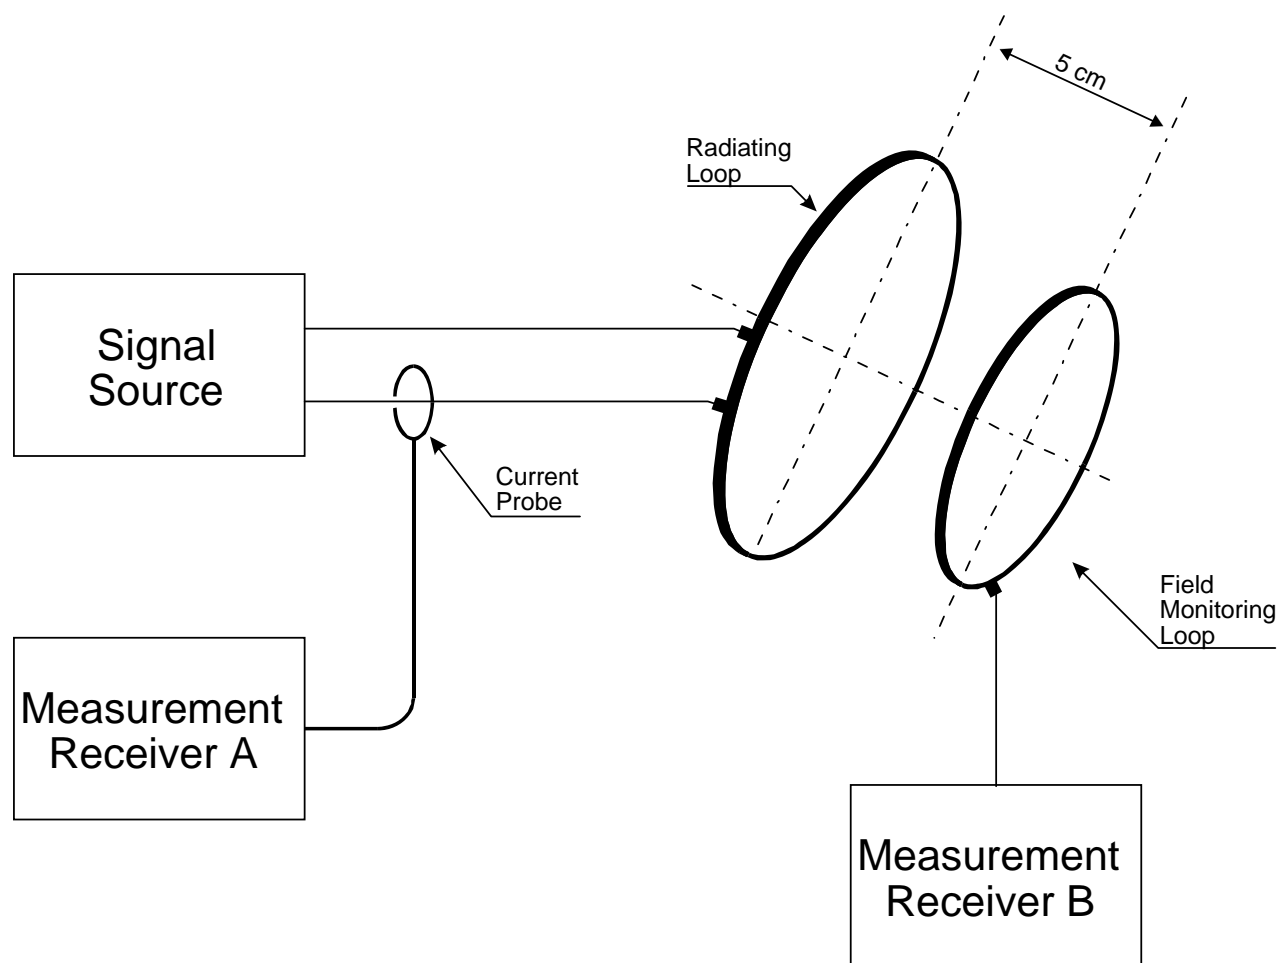 5 cm
Radiating
Loop
Signal
Source
Current
Probe
Field
Monitoring
Loop
Measurement
Receiver A
Measurement
Receiver B